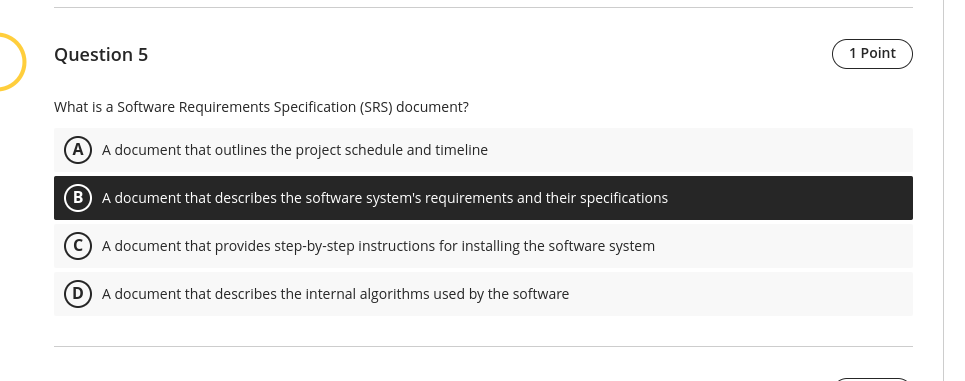 Question 5
1 Point
What is a Software Requirements Specification (SRS) document?
A A document that outlines the project schedule and timeline
B A document that describes the software system's requirements and their specifications
C A document that provides step-by-step instructions for installing the software system
D A document that describes the internal algorithms used by the software